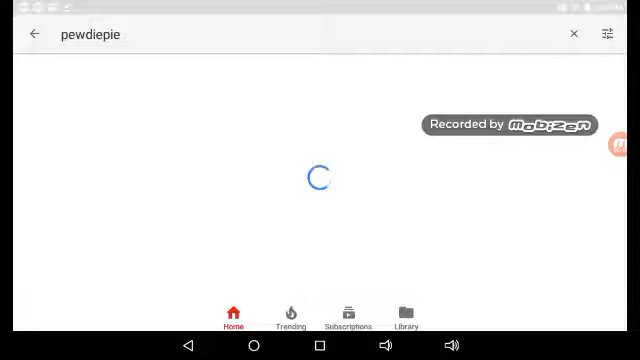 pewdiepie
Recorded by mobizen
Home
Trending
Subscriptions
Library